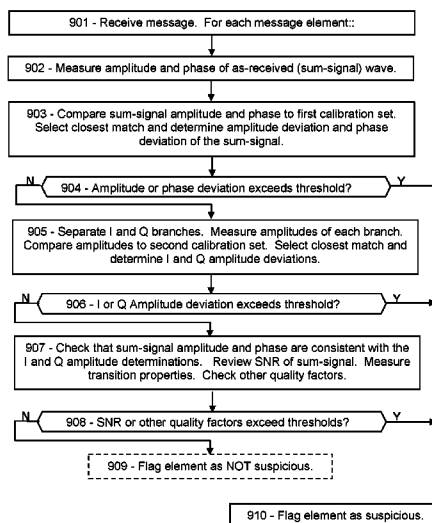 901 - Receive message. For each message element::
902 - Measure amplitude and phase of as-received (sum-signal) wave.
903 - Compare sum-signal amplitude and phase to first calibration set.
Select closest match and determine amplitude deviation and phase
deviation of the sum-signal.
N
904 - Amplitude or phase deviation exceeds threshold?
Y
905 - Separate I and Q branches. Measure amplitudes of each branch.
Compare amplitudes to second calibration set. Select closest match and
determine I and Q amplitude deviations.
N
906 - I or Q Amplitude deviation exceeds threshold?
Y
907 - Check that sum-signal amplitude and phase are consistent with the
I and Q amplitude determinations. Review SNR of sum-signal. Measure
transition properties. Check other quality factors.
N
908 - SNR or other quality factors exceed thresholds?
Y
909 - Flag element as NOT suspicious.
910 - Flag element as suspicious.